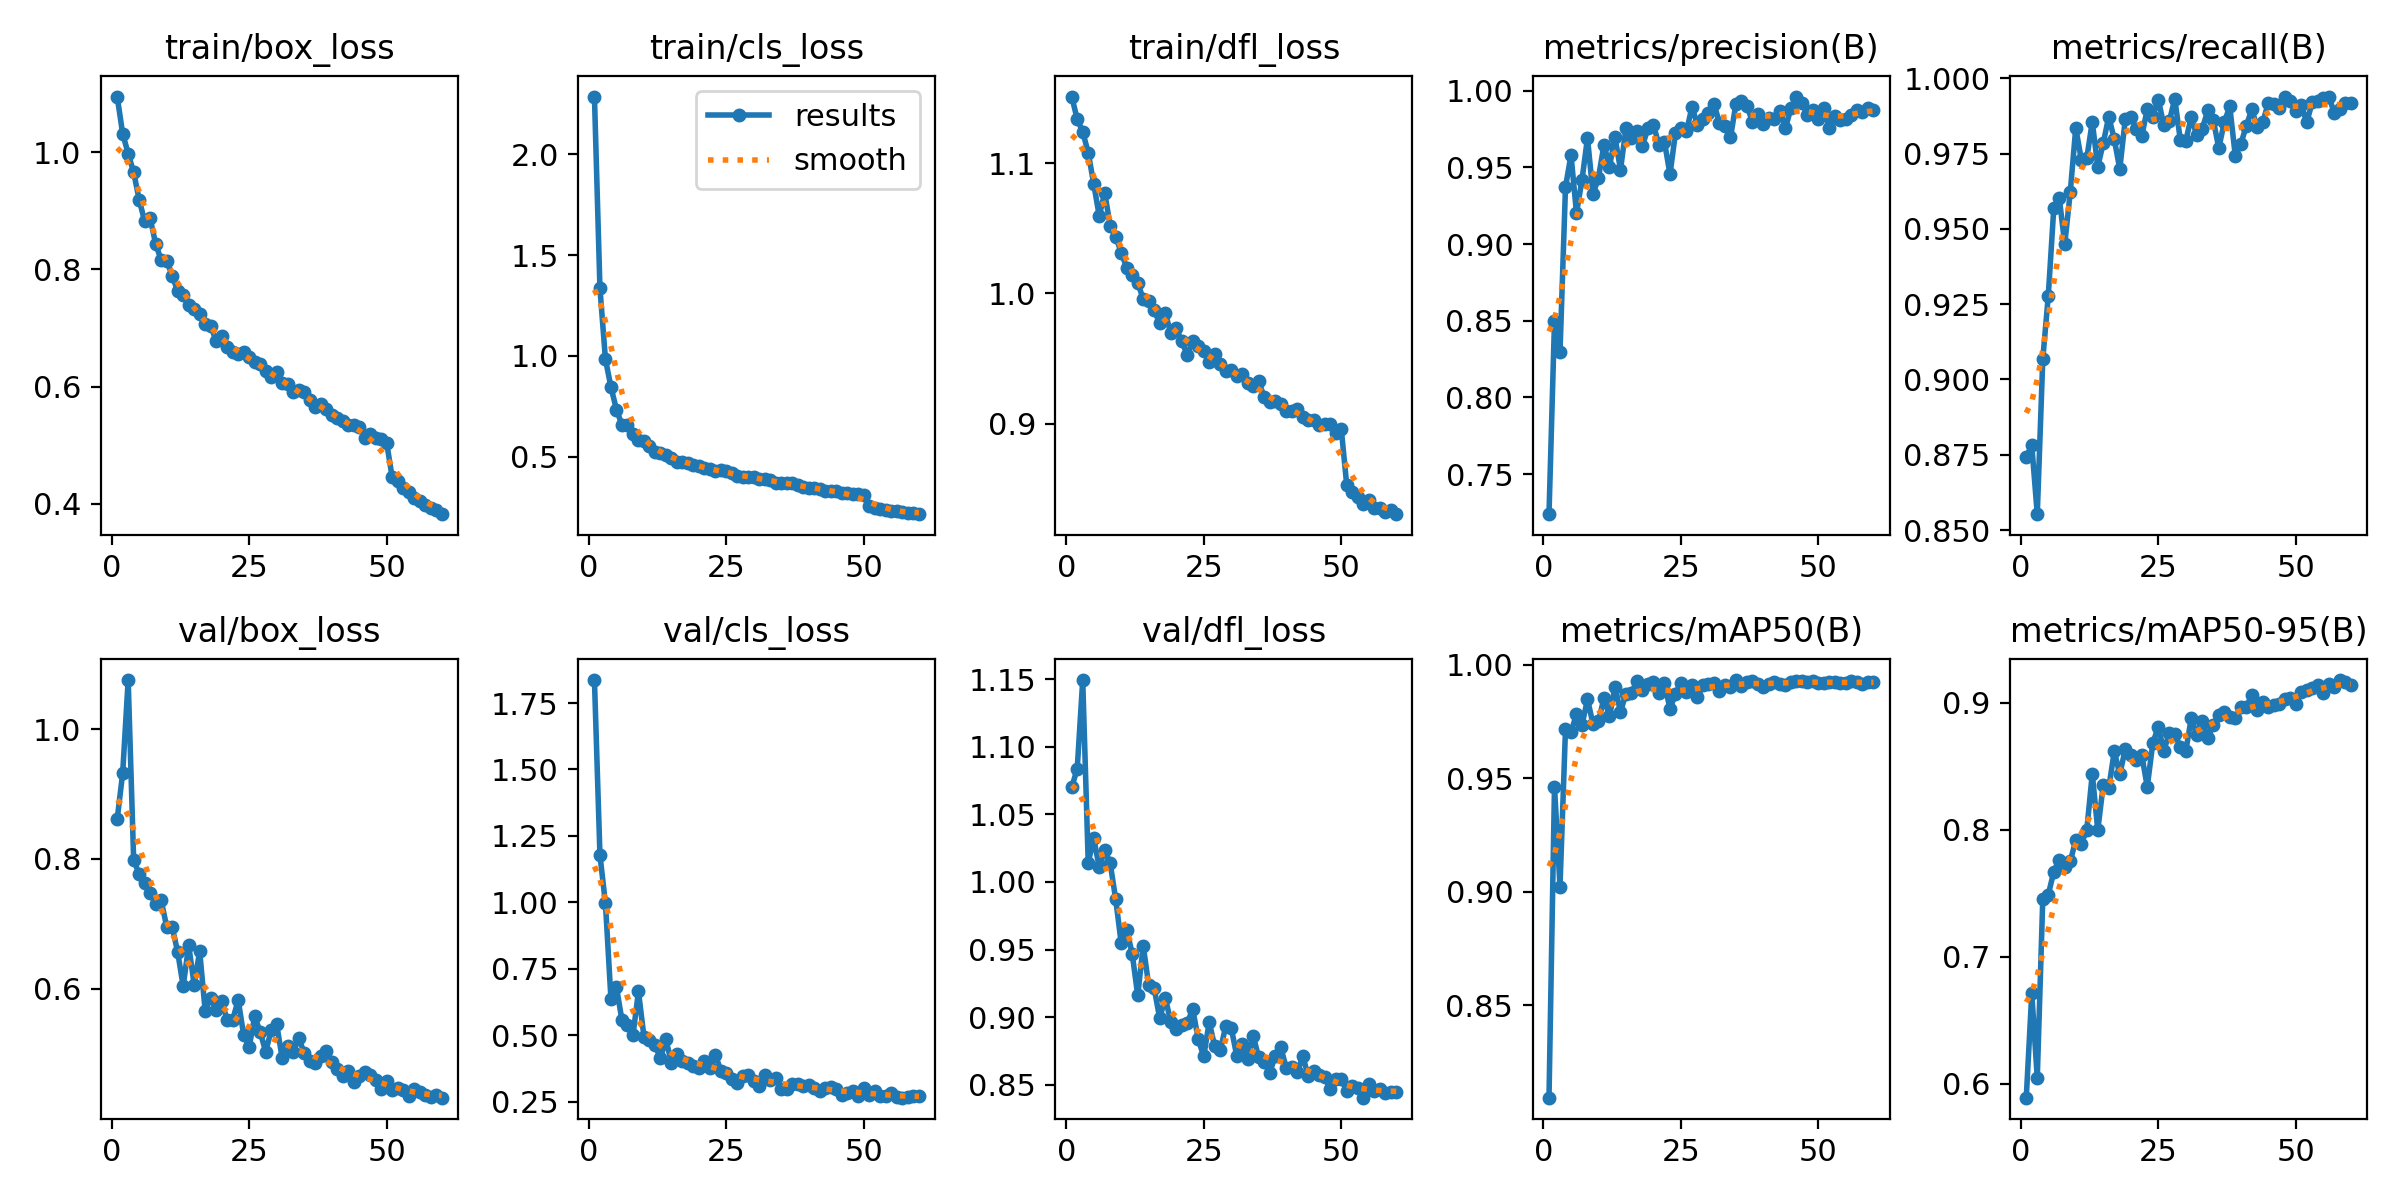 train/box_loss
1.0
0.8
0.6
0.4
0 25 50
train/cls_loss
results
smooth
2.0
1.5
1.0
0.5
0 25 50
train/dfl_loss
1.1
1.0
0.9
0 25 50
metrics/precision(B)
1.00
0.95
0.90
0.85
0.80
0.75
0 25 50
metrics/recall(B)
1.000
0.975
0.950
0.925
0.900
0.875
0.850
0 25 50
val/box_loss
1.0
0.8
0.6
0 25 50
val/cls_loss
1.75
1.50
1.25
1.00
0.75
0.50
0.25
0 25 50
val/dfl_loss
1.15
1.10
1.05
1.00
0.95
0.90
0.85
0 25 50
metrics/mAP50(B)
1.00
0.95
0.90
0.85
0 25 50
metrics/mAP50-95(B)
0.9
0.8
0.7
0.6
0 25 50